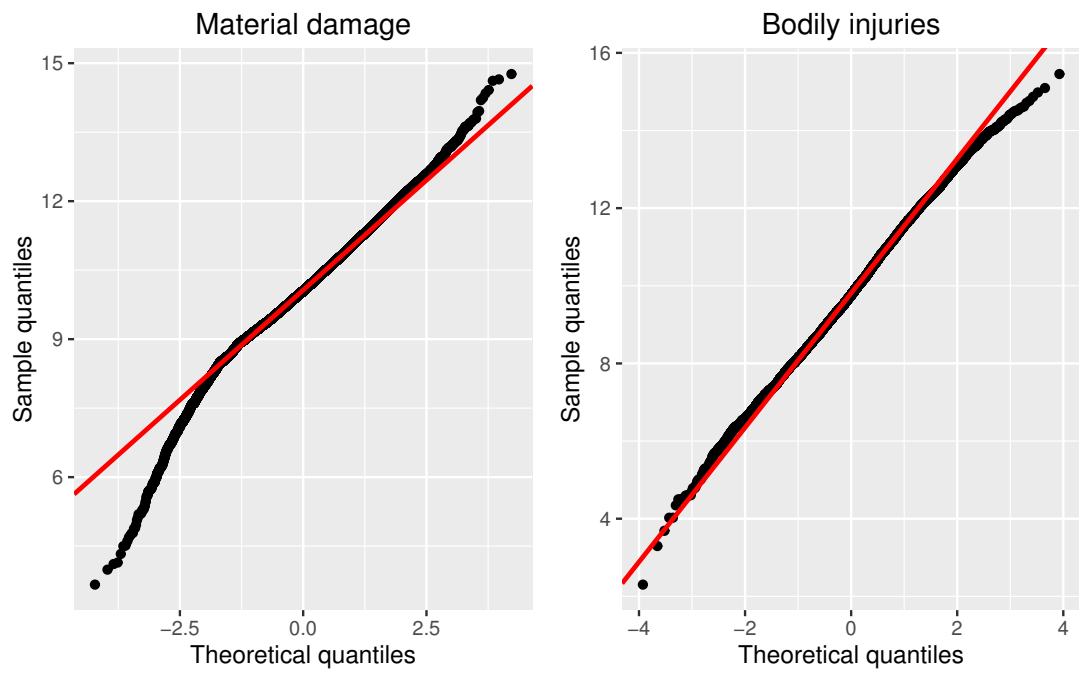 Material damage
Sample quantiles
15
12
9
6
−2.5 0.0 2.5
Theoretical quantiles
Bodily injuries
Sample quantiles
16
12
8
4
−4 −2 0 2 4
Theoretical quantiles